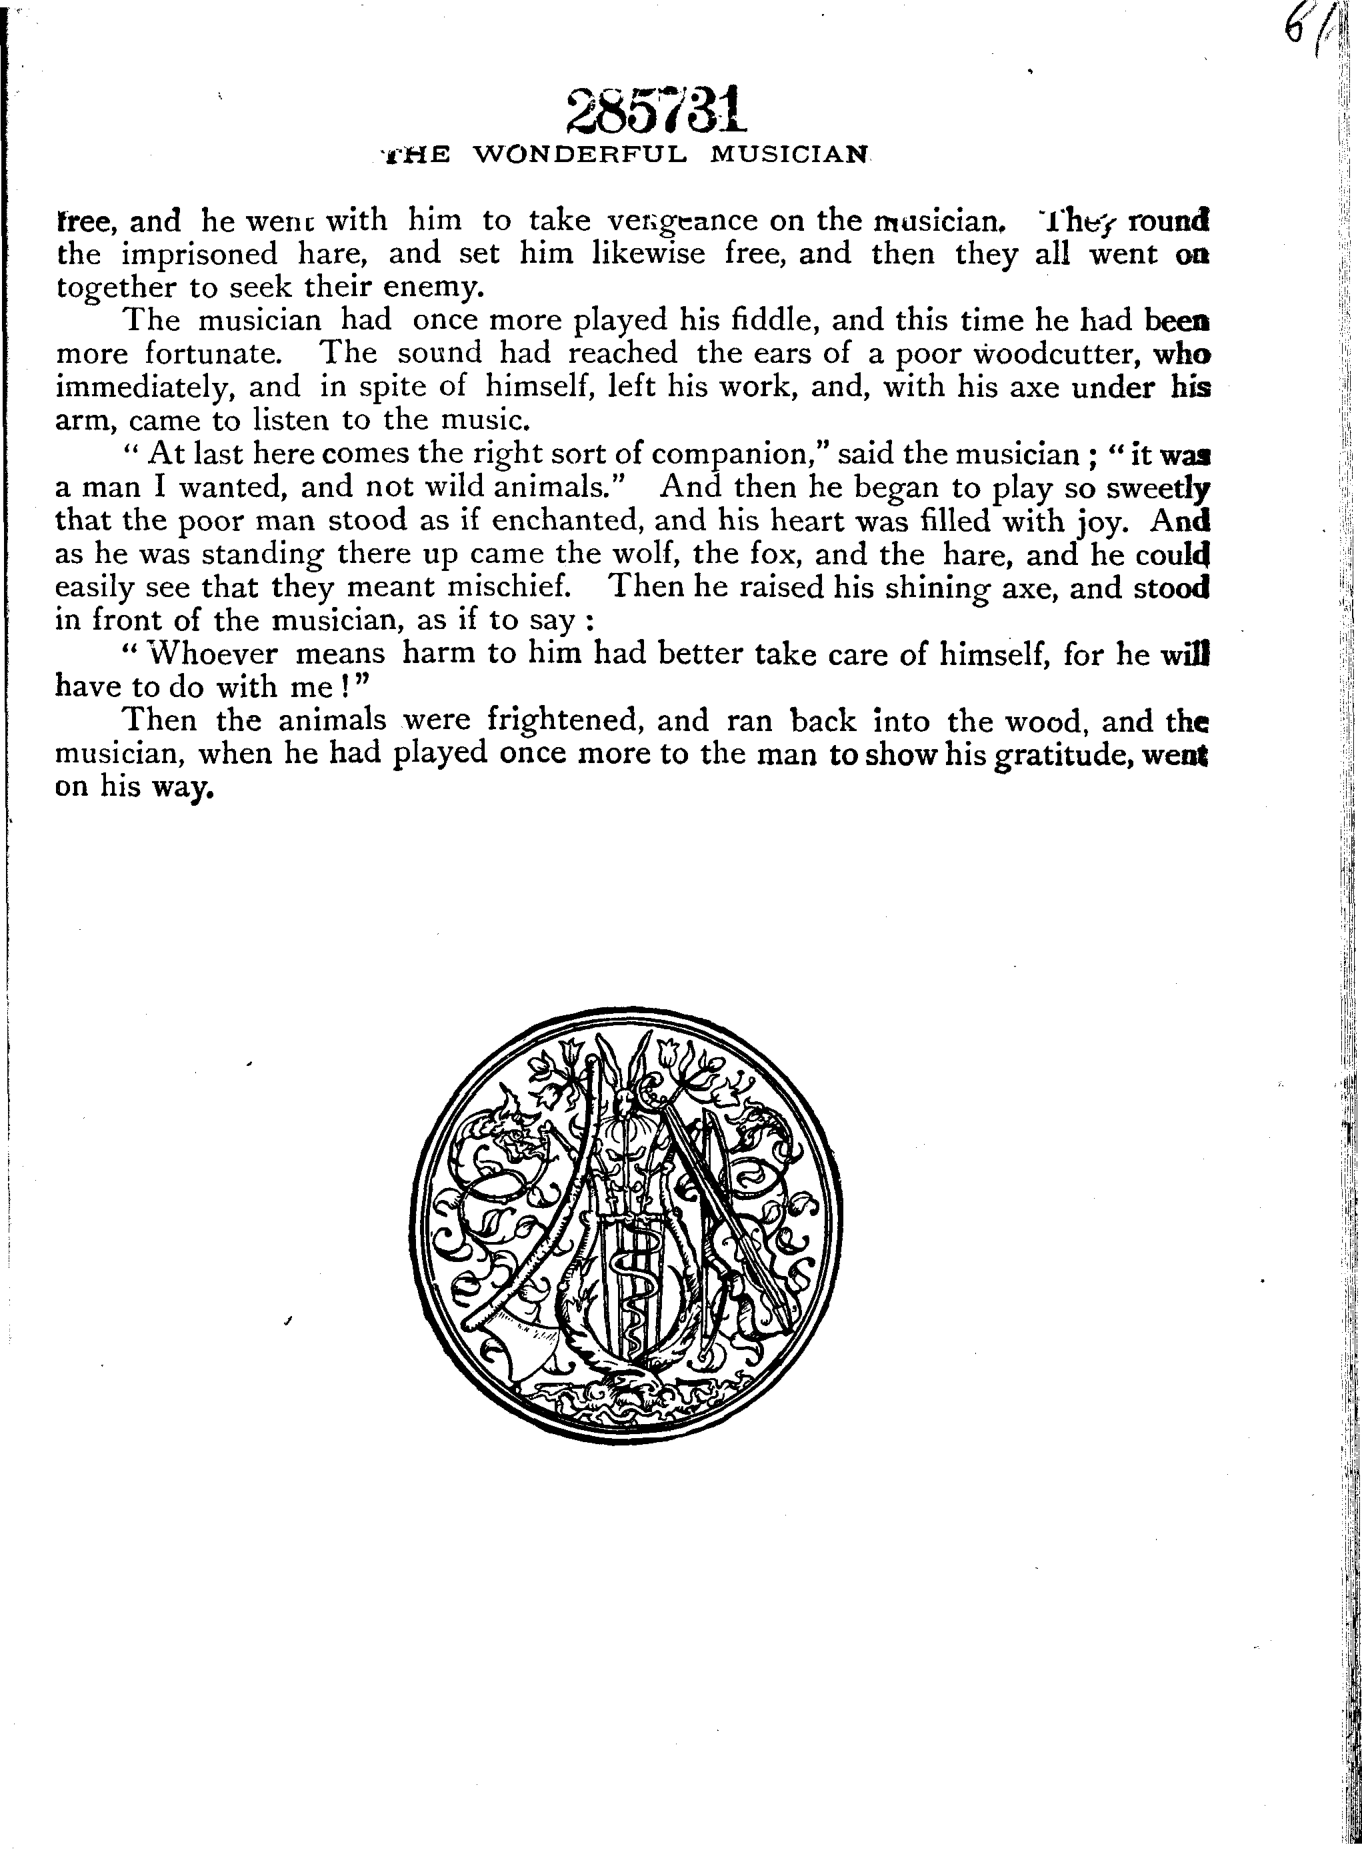 61
285731
THE WONDERFUL MUSICIAN
free, and he went with him to take vengeance on the musician. They round
the imprisoned hare, and set him likewise free, and then they all went on
together to seek their enemy.
The musician had once more played his fiddle, and this time he had been
more fortunate. The sound had reached the ears of a poor woodcutter, who
immediately, and in spite of himself, left his work, and, with his axe under his
arm, came to listen to the music.
“ At last here comes the right sort of companion,” said the musician ; “ it was
a man I wanted, and not wild animals.” And then he began to play so sweetly
that the poor man stood as if enchanted, and his heart was filled with joy. And
as he was standing there up came the wolf, the fox, and the hare, and he could
easily see that they meant mischief. Then he raised his shining axe, and stood
in front of the musician, as if to say :
“ Whoever means harm to him had better take care of himself, for he will
have to do with me ! ”
Then the animals were frightened, and ran back into the wood, and the
musician, when he had played once more to the man to show his gratitude, went
on his way.